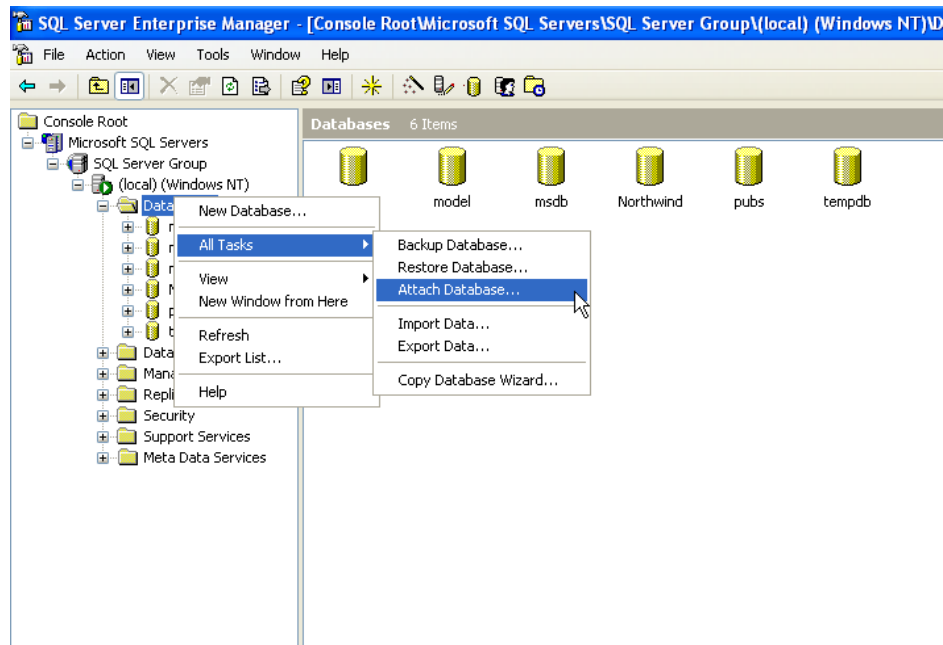 SQL Server Enterprise Manager - [Console Root\Microsoft SQL Servers\SQL Server Group\(local) (Windows NT)\D
File Action View Tools Window Help
Console Root
Microsoft SQL Servers
SQL Server Group
(local) (Windows NT)
Data
Data
Mana
Repli
Security
Support Services
Meta Data Services
New Database...
All Tasks
View
New Window from Here
Refresh
Export List...
Help
Backup Database...
Restore Database...
Attach Database...
Import Data...
Export Data...
Copy Database Wizard...
Databases 6 Items
model msdb Northwind pubs tempdb